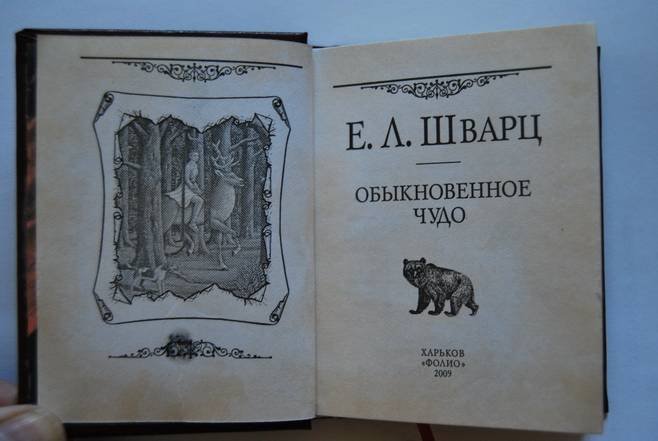 Е. Л. ШВАРЦ
ОБЫКНОВЕННОЕ
ЧУДО
ХАРЬКОВ
«ФОЛИО»
2009